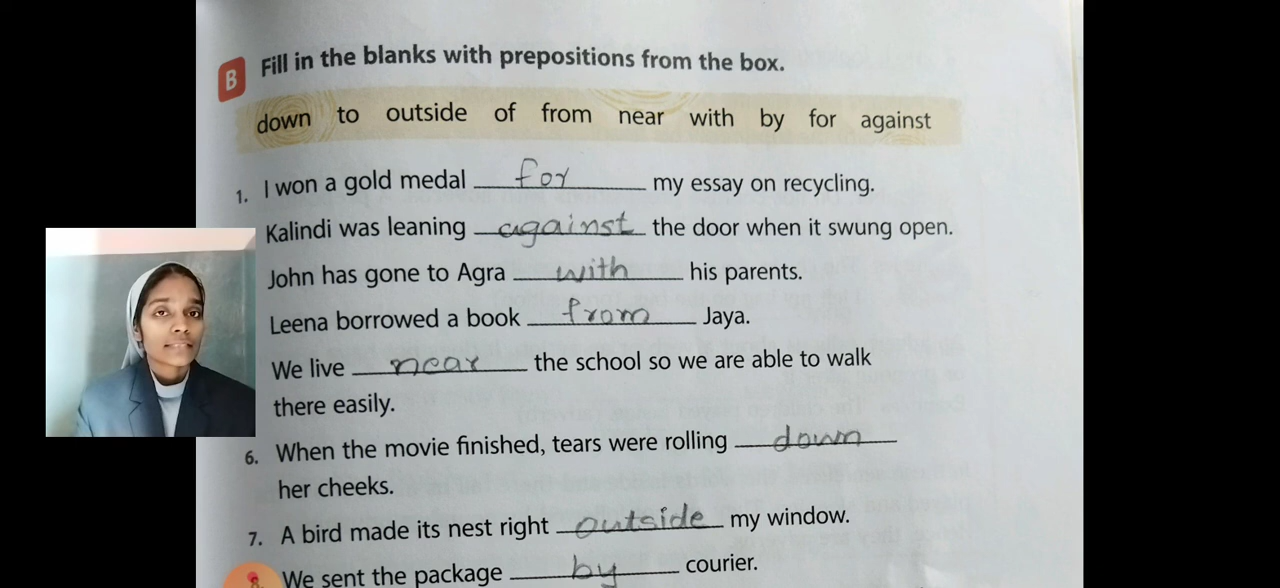 B Fill in the blanks with prepositions from the box.
down to outside of from near with by for against
1. I won a gold medal for my essay on recycling.
Kalindi was leaning against the door when it swung open.
John has gone to Agra with his parents.
Leena borrowed a book from Jaya.
We live near the school so we are able to walk
there easily.
6. When the movie finished, tears were rolling down
her cheeks.
7. A bird made its nest right outside my window.
We sent the package by courier.